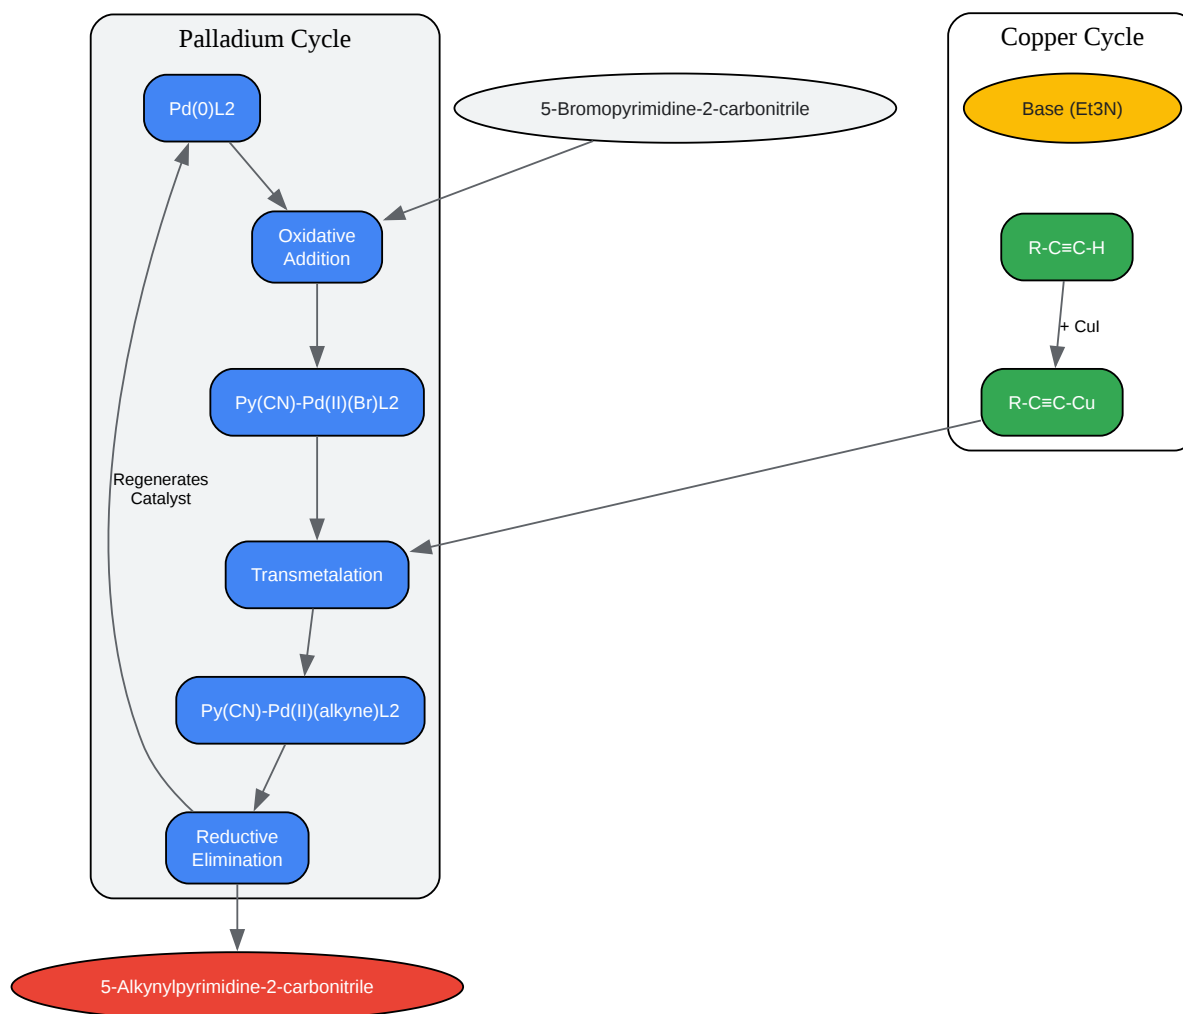 Palladium Cycle
Copper Cycle
Pd(0)L2
5-Bromopyrimidine-2-carbonitrile
Base (Et3N)
Oxidative
Addition
R-C≡C-H
+ CuI
Py(CN)-Pd(II)(Br)L2
R-C≡C-Cu
Regenerates
Catalyst
Transmetalation
Py(CN)-Pd(II)(alkyne)L2
Reductive
Elimination
5-Alkynylpyrimidine-2-carbonitrile